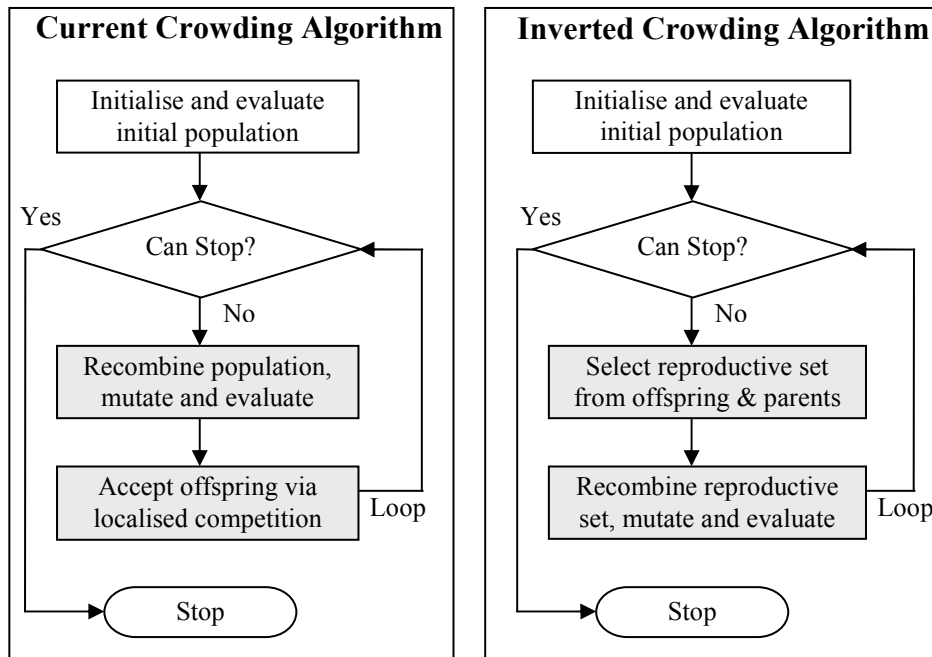 Current Crowding Algorithm
Initialise and evaluate
initial population
Yes
Can Stop?
No
Recombine population,
mutate and evaluate
Accept offspring via
localised competition
Loop
Stop
Inverted Crowding Algorithm
Initialise and evaluate
initial population
Yes
Can Stop?
No
Select reproductive set
from offspring & parents
Recombine reproductive
set, mutate and evaluate
Loop
Stop